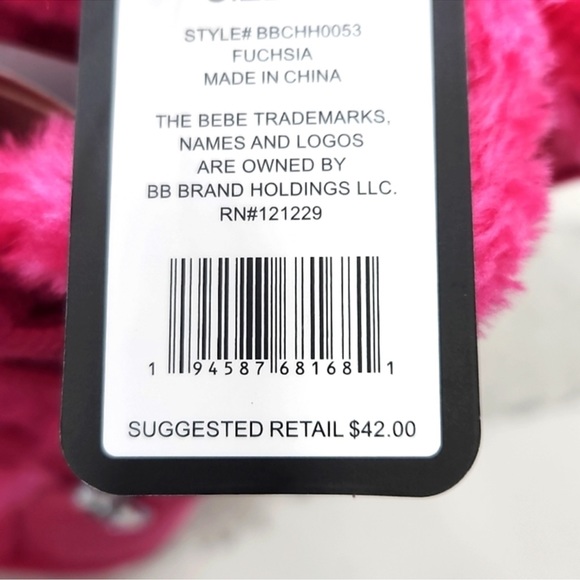 STYLE# BBCHH0053
FUCHSIA
MADE IN CHINA
THE BEBE TRADEMARKS,
NAMES AND LOGOS
ARE OWNED BY
BB BRAND HOLDINGS LLC.
RN#121229
1 94587 68168 1
SUGGESTED RETAIL $42.00